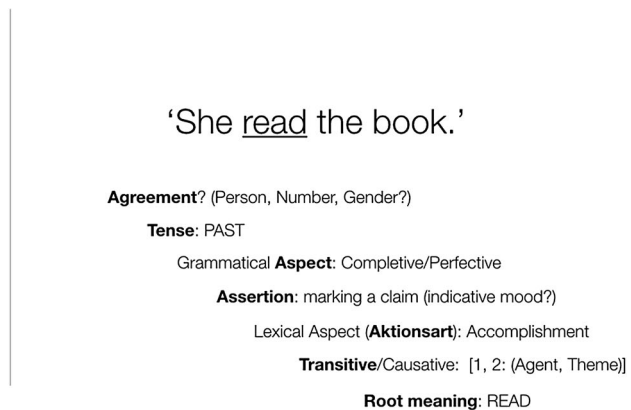 ‘She read the book.’
Agreement? (Person, Number, Gender?)
Tense: PAST
Grammatical Aspect: Completive/Perfective
Assertion: marking a claim (indicative mood?)
Lexical Aspect (Aktionsart): Accomplishment
Transitive/Causative: [1, 2: (Agent, Theme)]
Root meaning: READ